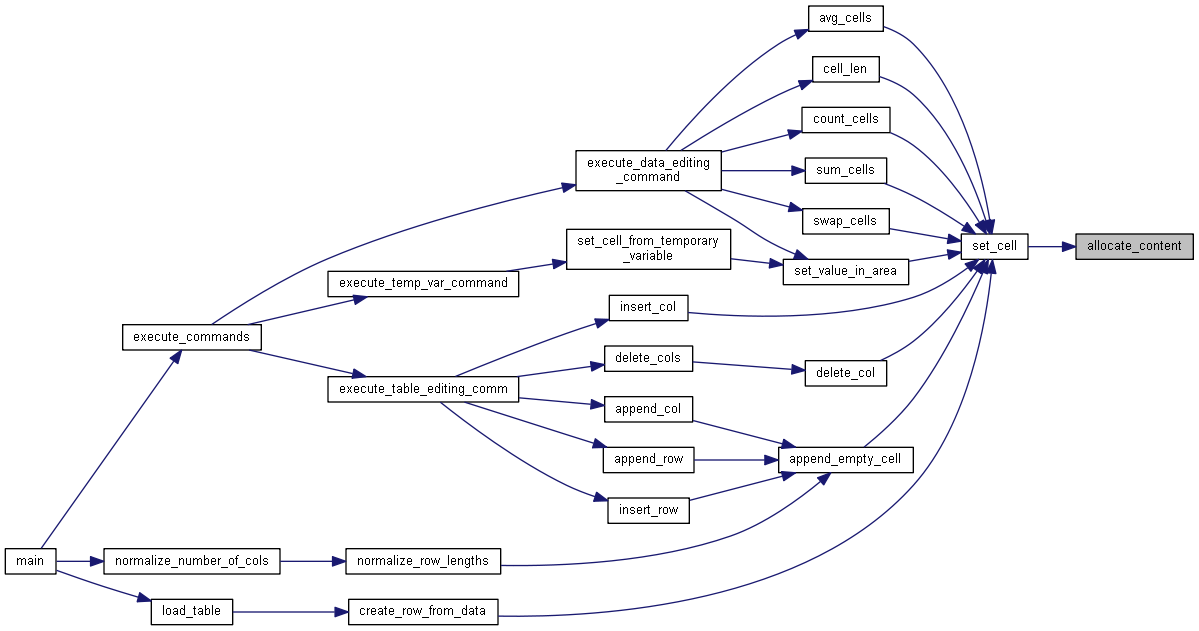 avg_cells
cell_len
count_cells
execute_data_editing
_command
sum_cells
swap_cells
set_cell
allocate_content
set_cell_from_temporary
_variable
set_value_in_area
execute_temp_var_command
insert_col
execute_commands
delete_cols
delete_col
execute_table_editing_comm
append_col
append_row
append_empty_cell
insert_row
main
normalize_number_of_cols
normalize_row_lengths
load_table
create_row_from_data